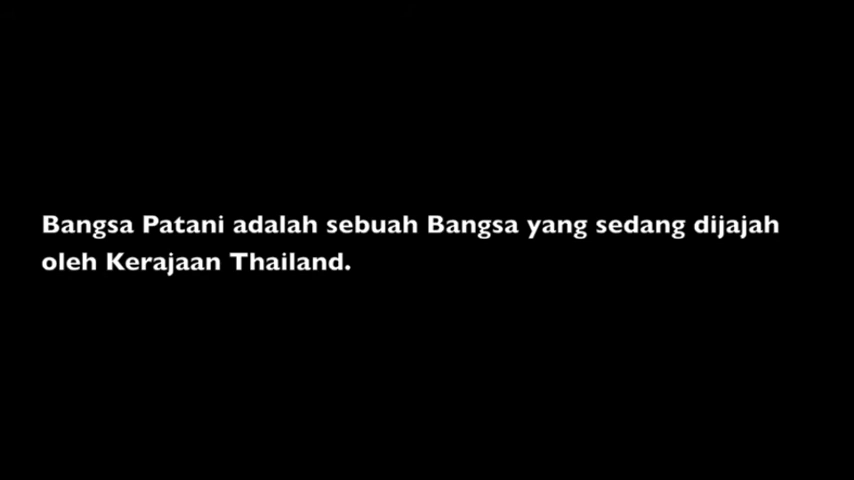 Bangsa Patani adalah sebuah Bangsa yang sedang dijajah
oleh Kerajaan Thailand.